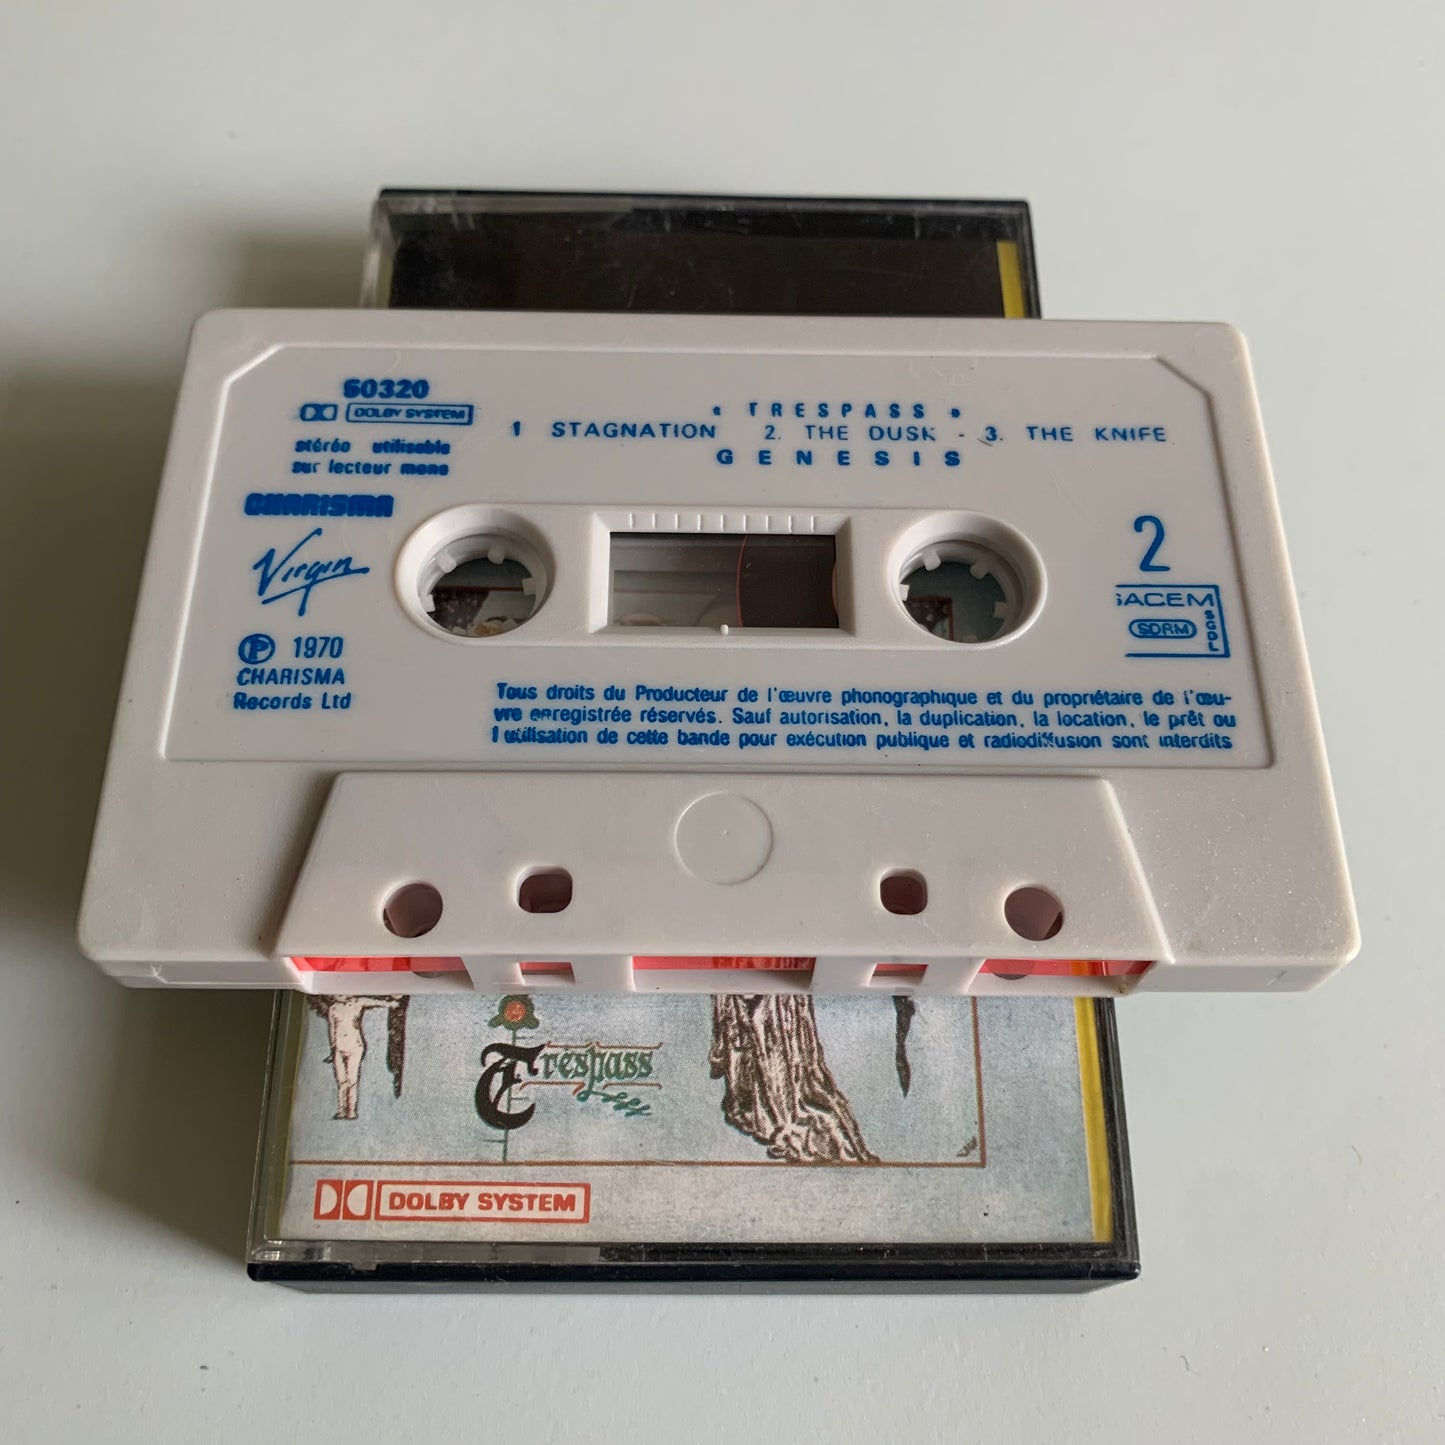 60320
DOLBY SYSTEM
stéréo utilisable
sur lecteur mono
« TRESPASS »
1 STAGNATION 2. THE DUSK - 3. THE KNIFE
GENESIS
CHARISMA
Virgin
2
SACEM
SDRM
SGDL
P 1970
CHARISMA
Records Ltd
Tous droits du Producteur de l'œuvre phonographique et du propriétaire de l'œu-
vre enregistrée réservés. Sauf autorisation, la duplication, la location, le prêt ou
l utilisation de cette bande pour exécution publique et radiodiffusion sont interdits
Trespass
DOLBY SYSTEM